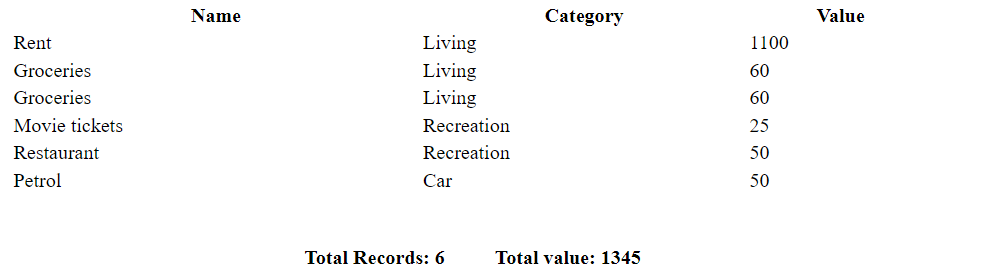 Name Category Value
Rent Living 1100
Groceries Living 60
Groceries Living 60
Movie tickets Recreation 25
Restaurant Recreation 50
Petrol Car 50
Total Records: 6 Total value: 1345